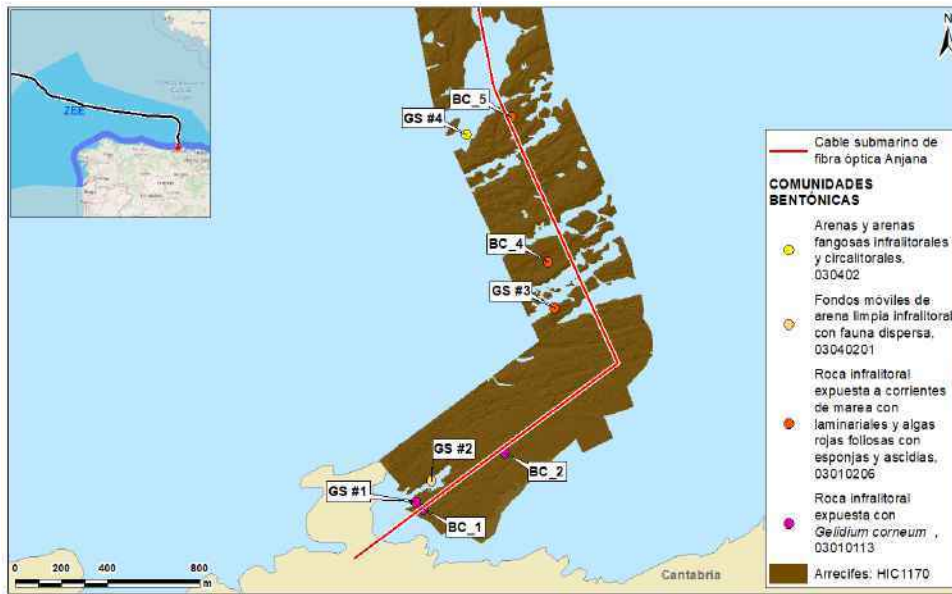 N
ZEE
BC_5
GS #4
BC_4
GS #3
GS #2
BC_2
GS #1
BC_1
Cantabria
0 200 400 800
m
Cable submarino de
fibra óptica Anjana
COMUNIDADES
BENTÓNICAS
Arenas y arenas
fangosas infralitorales
y circalitorales,
030402
Fondos móviles de
arena limpia infralitoral
con fauna dispersa,
03040201
Roca infralitoral
expuesta a corrientes
de marea con
laminariales y algas
rojas foliosas con
esponjas y ascidias,
03010206
Roca infralitoral
expuesta con
Gelidium corneum ,
03010113
Arrecifes: HIC1170